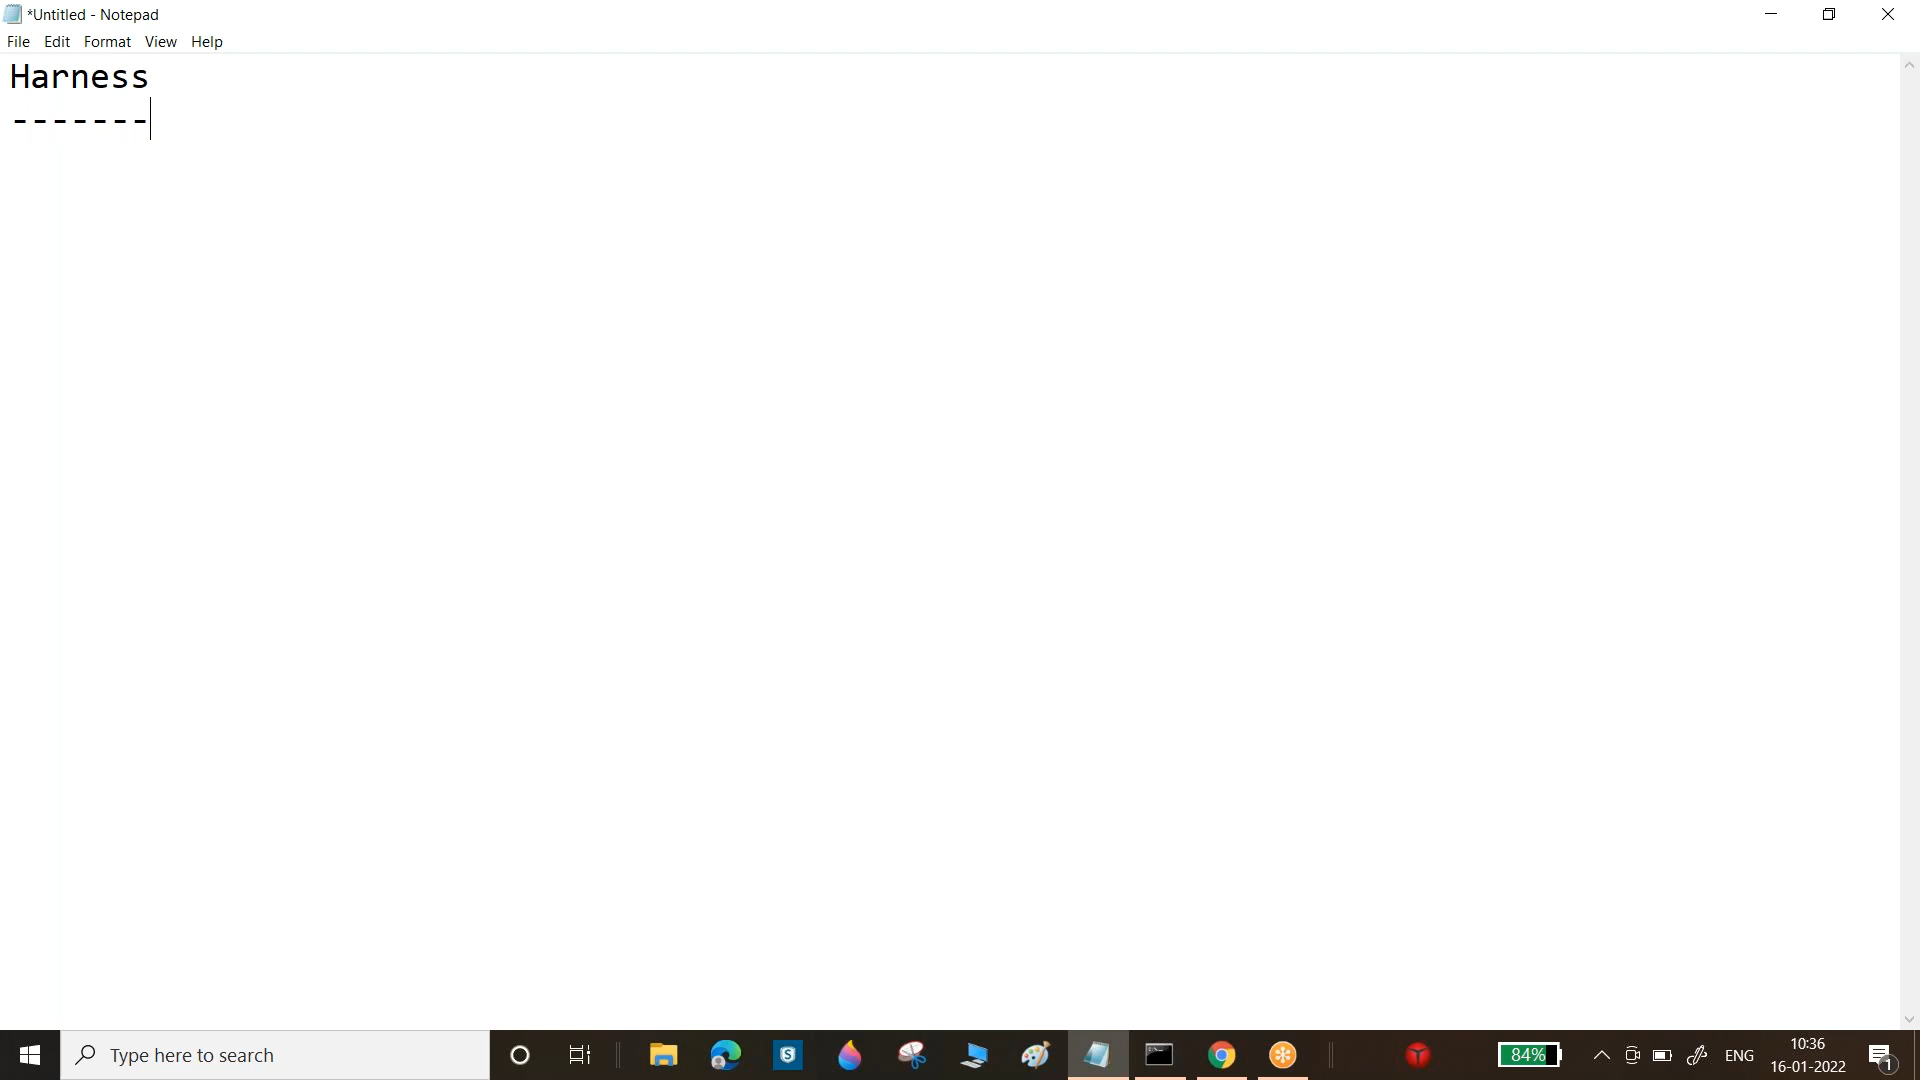 *Untitled - Notepad
File Edit Format View Help
Harness
-------
Type here to search
S
84%
ENG
10:36
16-01-2022
1